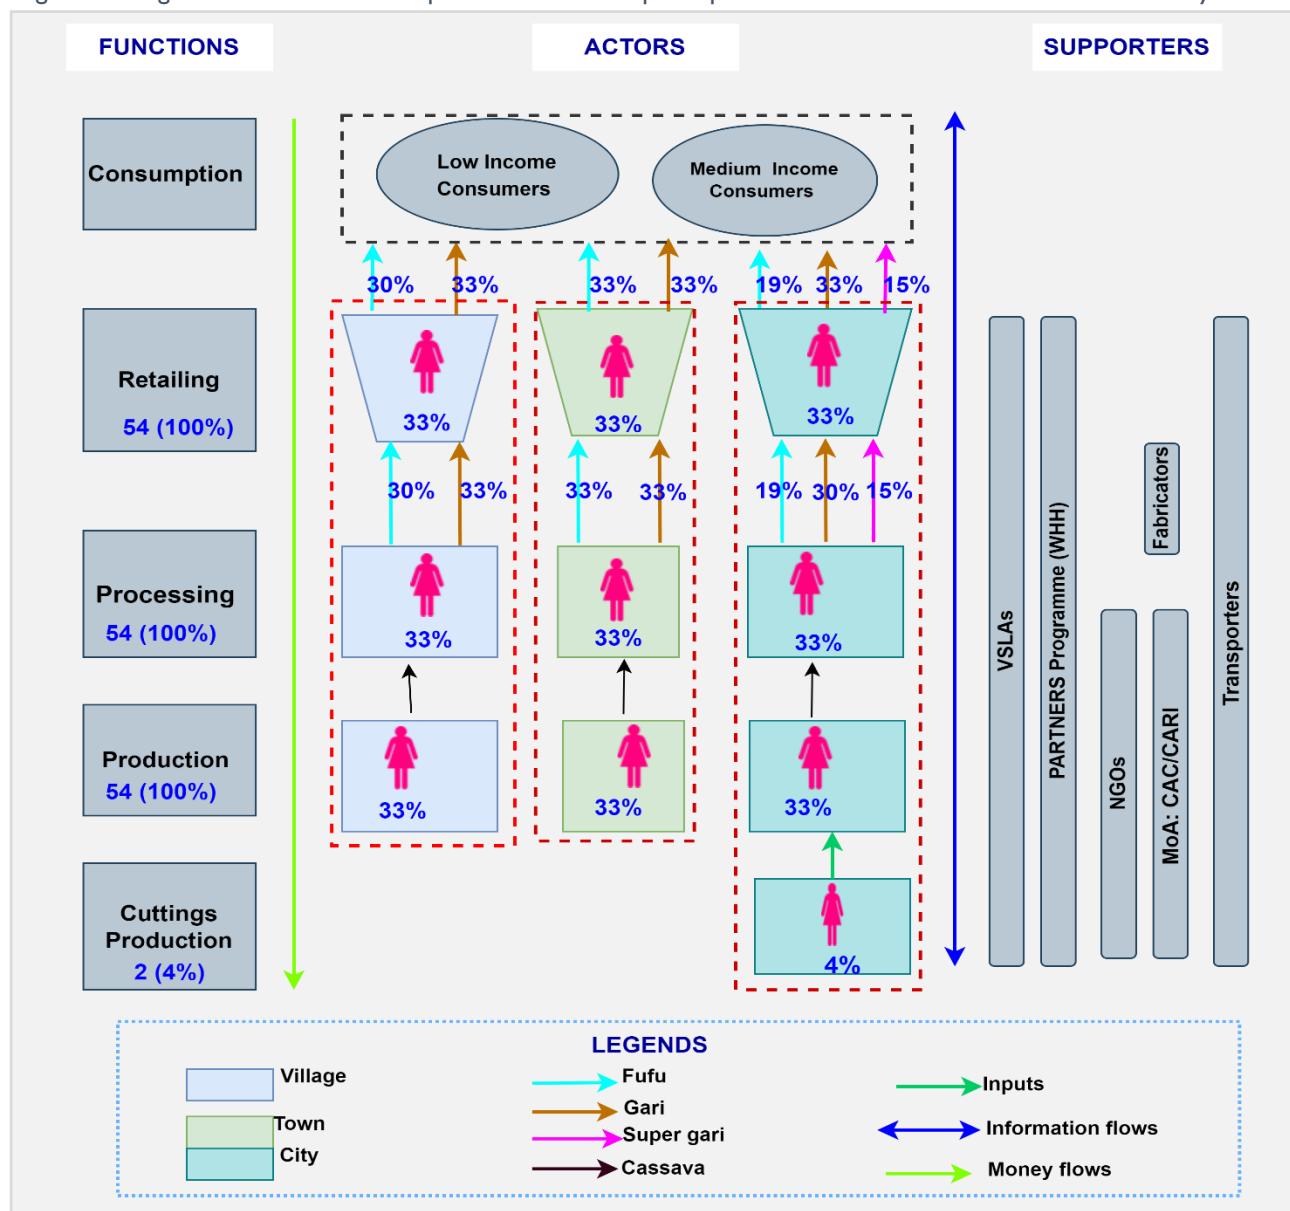 FUNCTIONS
ACTORS
SUPPORTERS
Consumption
Low Income
Consumers
Medium Income
Consumers
30%
33%
33%
33%
19%
33%
15%
Retailing
54 (100%)
33%
33%
33%
30%
33%
33%
33%
19%
30%
15%
Processing
54 (100%)
33%
33%
33%
Production
54 (100%)
33%
33%
33%
Cuttings
Production
2 (4%)
4%
VSLAs
PARTNERS Programme (WHH)
NGOs
Fabricators
MoA: CAC/CARI
Transporters
LEGENDS
Village
Town
City
Fufu
Gari
Super gari
Cassava
Inputs
Information flows
Money flows